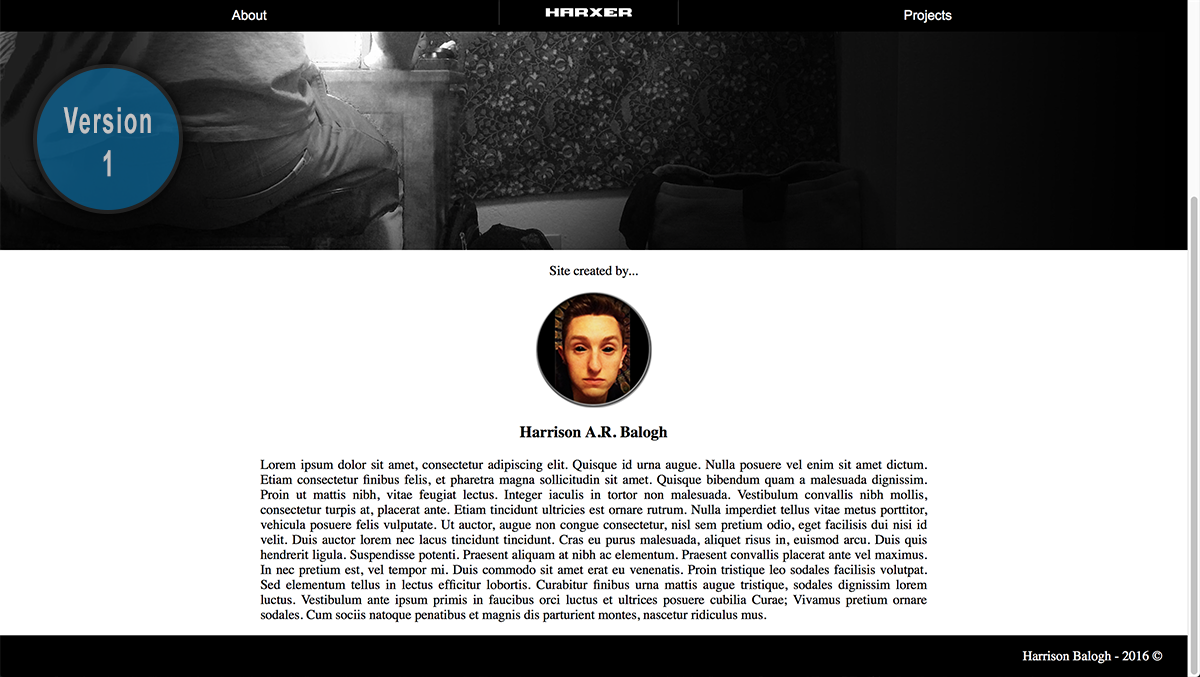 About
HARXER
Projects
Version
1
Site created by...
Harrison A.R. Balogh
Lorem ipsum dolor sit amet, consectetur adipiscing elit. Quisque id urna augue. Nulla posuere vel enim sit amet dictum.
Etiam consectetur finibus felis, et pharetra magna sollicitudin sit amet. Quisque bibendum quam a malesuada dignissim.
Proin ut mattis nibh, vitae feugiat lectus. Integer iaculis in tortor non malesuada. Vestibulum convallis nibh mollis,
consectetur turpis at, placerat ante. Etiam tincidunt ultricies est ornare rutrum. Nulla imperdiet tellus vitae metus porttitor,
vehicula posuere felis vulputate. Ut auctor, augue non congue consectetur, nisl sem pretium odio, eget facilisis dui nisi id
velit. Duis auctor lorem nec lacus tincidunt tincidunt. Cras eu purus malesuada, aliquet risus in, euismod arcu. Duis quis
hendrerit ligula. Suspendisse potenti. Praesent aliquam at nibh ac elementum. Praesent convallis placerat ante vel maximus.
In nec pretium est, vel tempor mi. Duis commodo sit amet erat eu venenatis. Proin tristique leo sodales facilisis volutpat.
Sed elementum tellus in lectus efficitur lobortis. Curabitur finibus urna mattis augue tristique, sodales dignissim lorem
luctus. Vestibulum ante ipsum primis in faucibus orci luctus et ultrices posuere cubilia Curae; Vivamus pretium ornare
sodales. Cum sociis natoque penatibus et magnis dis parturient montes, nascetur ridiculus mus.
Harrison Balogh - 2016 ©